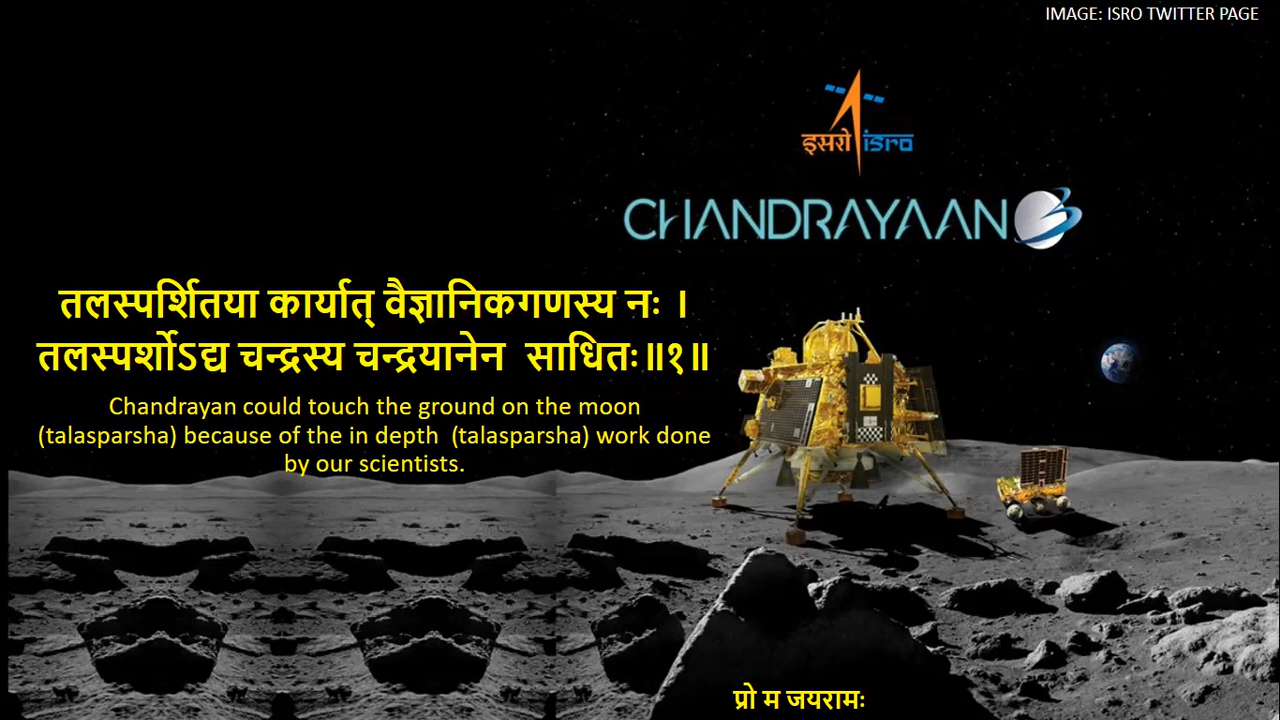 IMAGE: ISRO TWITTER PAGE
इसरो isro
CHANDRAYAAN 3
तलस्पर्शितया कार्यात् वैज्ञानिकगणस्य नः ।
तलस्पर्शोऽद्य चन्द्रस्य चन्द्रयानेन साधितः॥१॥
Chandrayan could touch the ground on the moon
(talasparsha) because of the in depth (talasparsha) work done
by our scientists.
प्रो म जयरामः